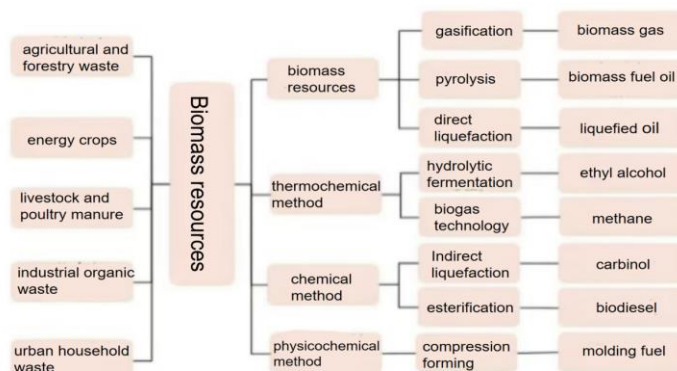 agricultural and
forestry waste
energy crops
livestock and
poultry manure
industrial organic
waste
urban household
waste
Biomass resources
biomass
resources
thermochemical
method
chemical
method
physicochemical
method
gasification
pyrolysis
direct
liquefaction
hydrolytic
fermentation
biogas
technology
Indirect
liquefaction
esterification
compression
forming
biomass gas
biomass fuel oil
liquefied oil
ethyl alcohol
methane
carbinol
biodiesel
molding fuel